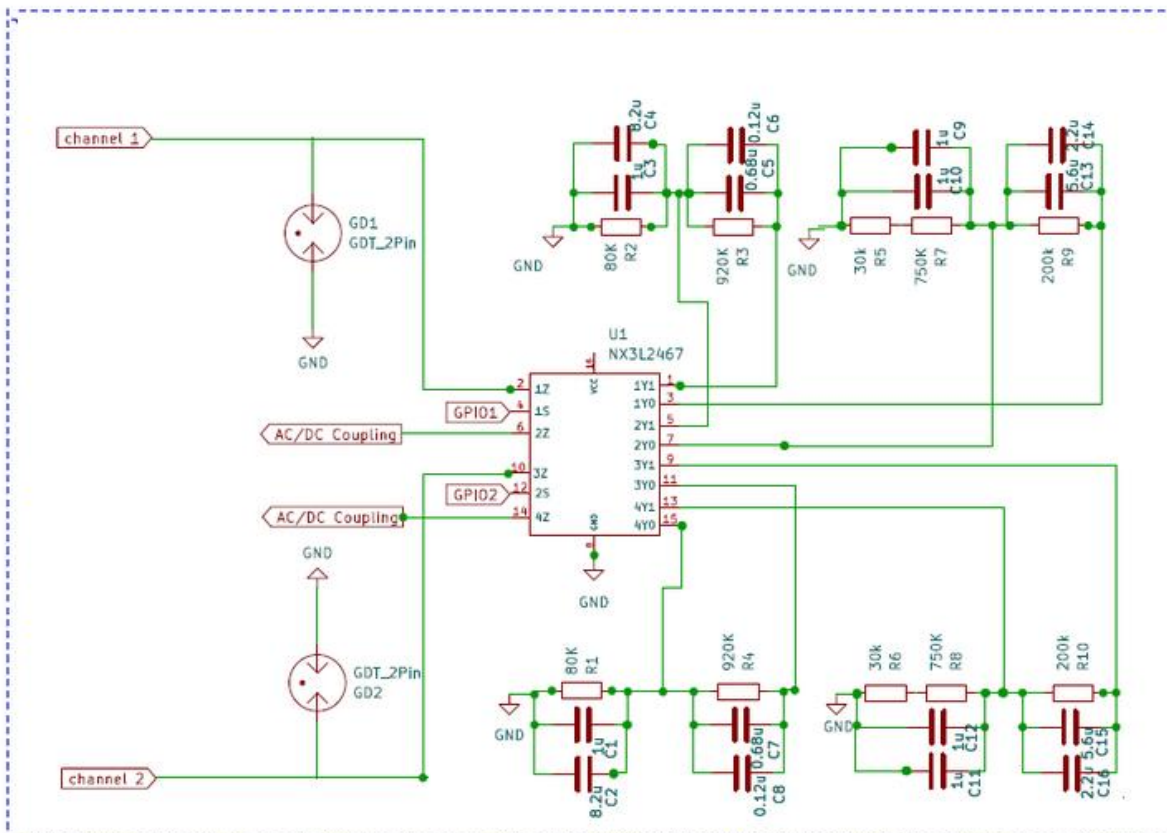 channel 1
GD1
GDT_2Pin
GND
8.2u
C4
1u
C3
80K
R2
GND
0.12u
C6
0.68u
C5
920K
R3
1u
C9
1u
C10
30k
R5
750K
R7
GND
2.2u
C14
5.6u
C13
200k
R9
U1
NX3L2467
16
VCC
2
1Z
4
1S
6
2Z
10
3Z
12
2S
14
4Z
GPIO1
AC/DC Coupling
GPIO2
AC/DC Coupling
1Y1
1
1Y0
3
2Y1
5
2Y0
7
3Y1
9
3Y0
11
4Y1
13
4Y0
15
GND
8
GND
GND
GDT_2Pin
GD2
channel 2
80K
R1
GND
1u
C1
8.2u
C2
920K
R4
0.68u
C7
0.12u
C8
30k
R6
750K
R8
GND
1u
C12
1u
C11
200k
R10
5.6u
C15
2.2u
C16